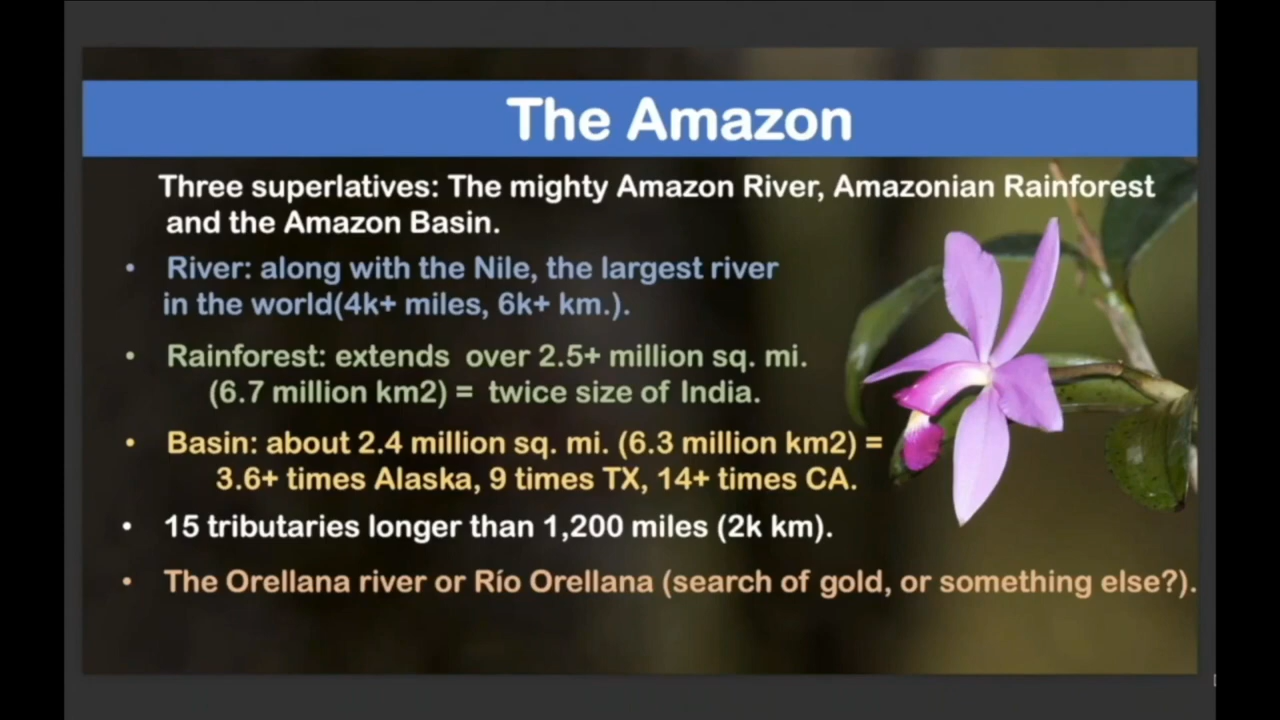 The Amazon
Three superlatives: The mighty Amazon River, Amazonian Rainforest
and the Amazon Basin.
• River: along with the Nile, the largest river
in the world(4k+ miles, 6k+ km.).
• Rainforest: extends over 2.5+ million sq. mi.
(6.7 million km2) = twice size of India.
• Basin: about 2.4 million sq. mi. (6.3 million km2) =
3.6+ times Alaska, 9 times TX, 14+ times CA.
• 15 tributaries longer than 1,200 miles (2k km).
• The Orellana river or Río Orellana (search of gold, or something else?).